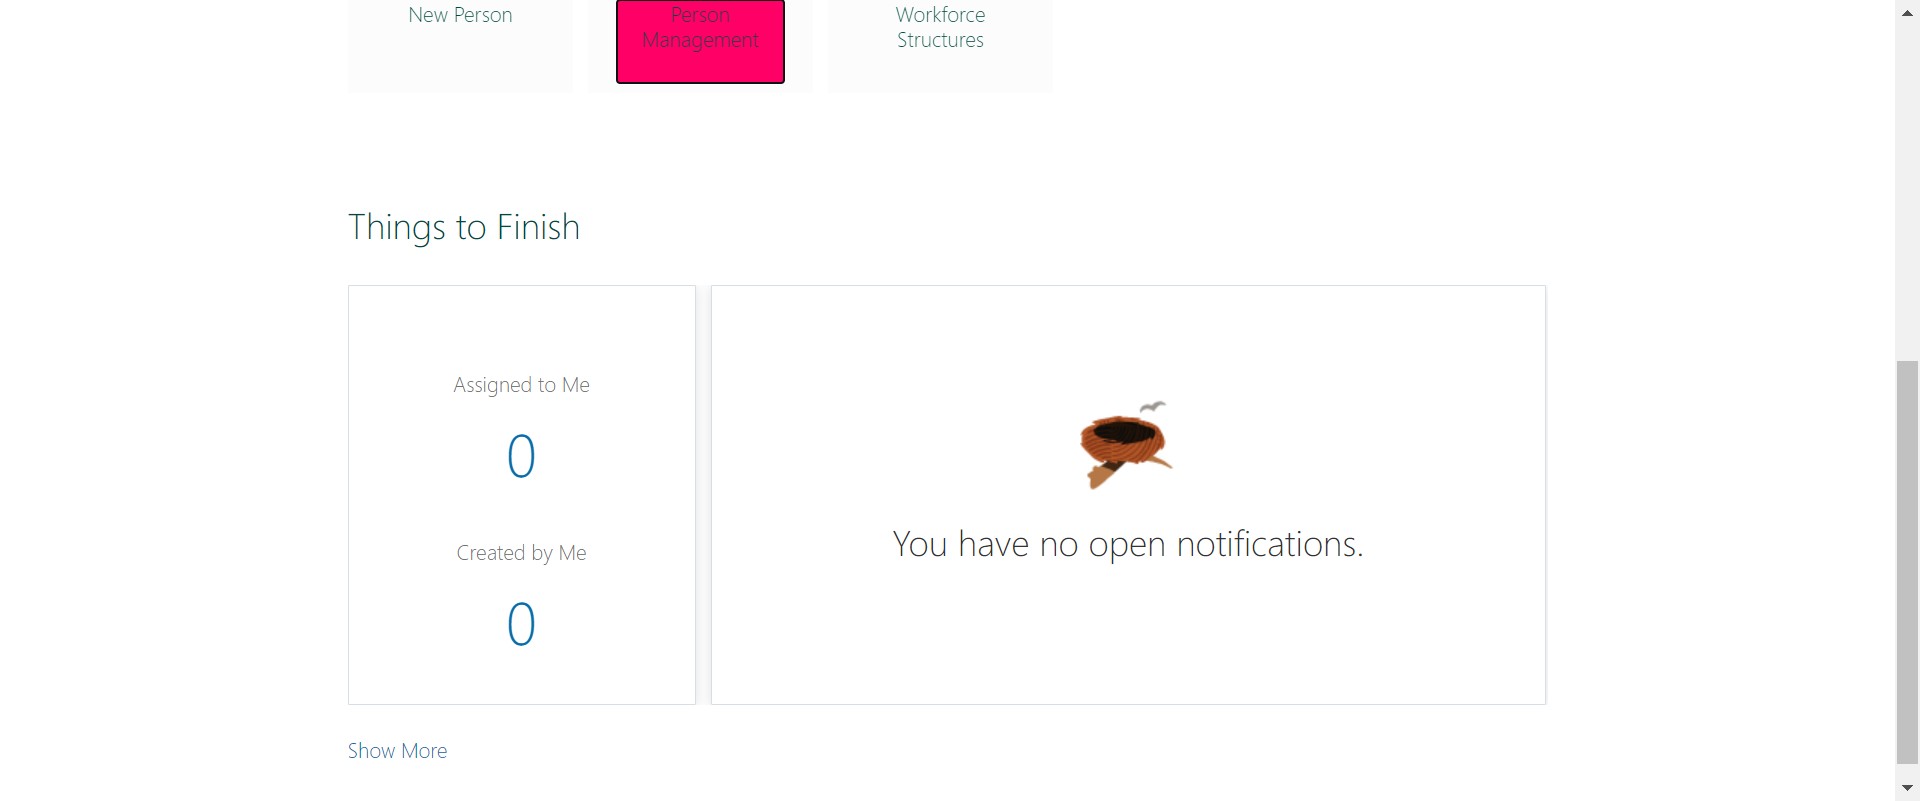 New Person
Person
Management
Workforce
Structures
Things to Finish
Assigned to Me
0
Created by Me
0
You have no open notifications.
Show More